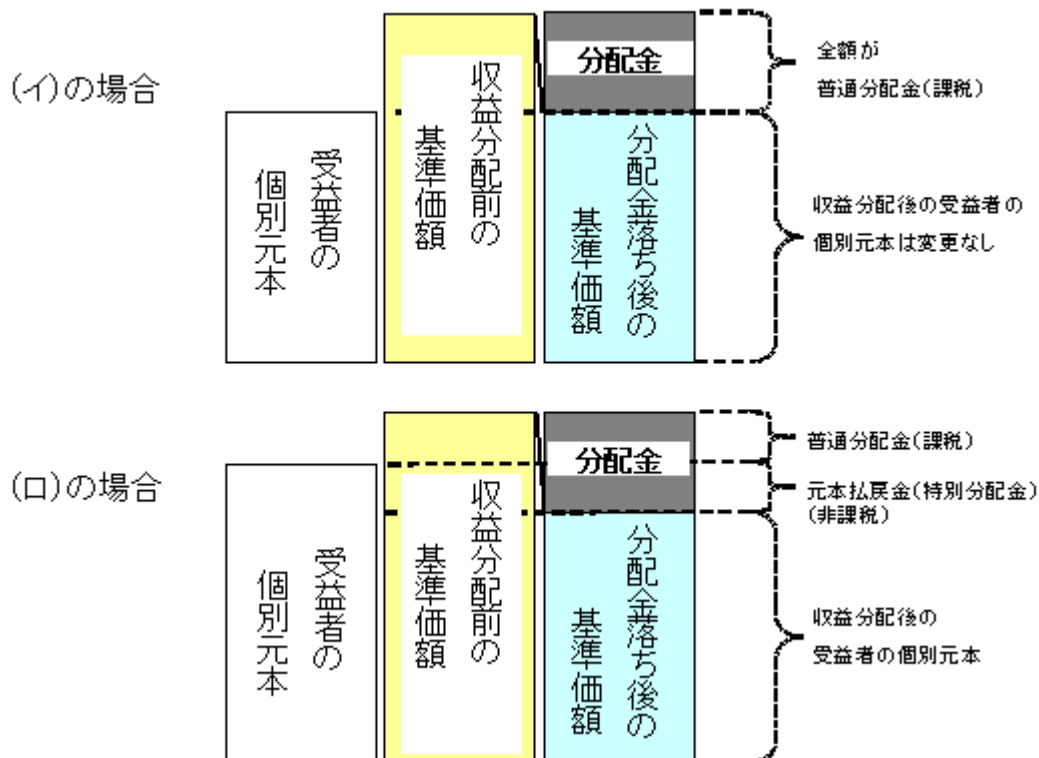 (イ)の場合
受益者の
個別元本
収益分配前の
基準価額
分配金
分配金落ち後の
基準価額
全額が
普通分配金(課税)
収益分配後の受益者の
個別元本は変更なし
(ロ)の場合
受益者の
個別元本
収益分配前の
基準価額
分配金
分配金落ち後の
基準価額
普通分配金(課税)
元本払戻金(特別分配金)
(非課税)
収益分配後の
受益者の個別元本